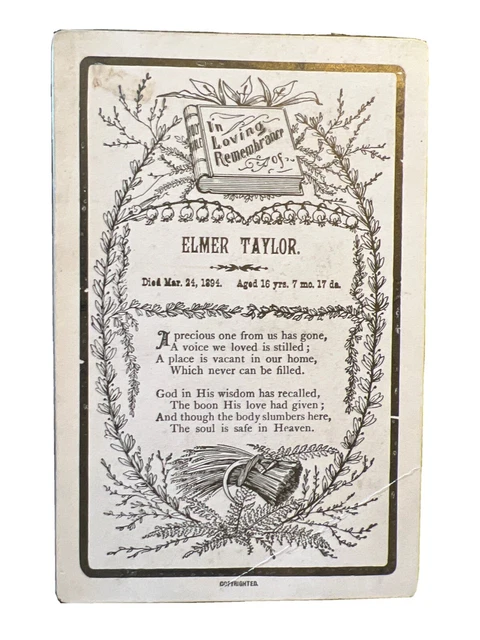 HOLY BIBLE
In
Loving
Remembrance
of
ELMER TAYLOR.
Died Mar. 24, 1894. Aged 16 yrs. 7 mo. 17 da.
A precious one from us has gone,
A voice we loved is stilled;
A place is vacant in our home,
Which never can be filled.
God in His wisdom has recalled,
The boon His love had given;
And though the body slumbers here,
The soul is safe in Heaven.
COPYRIGHTED.